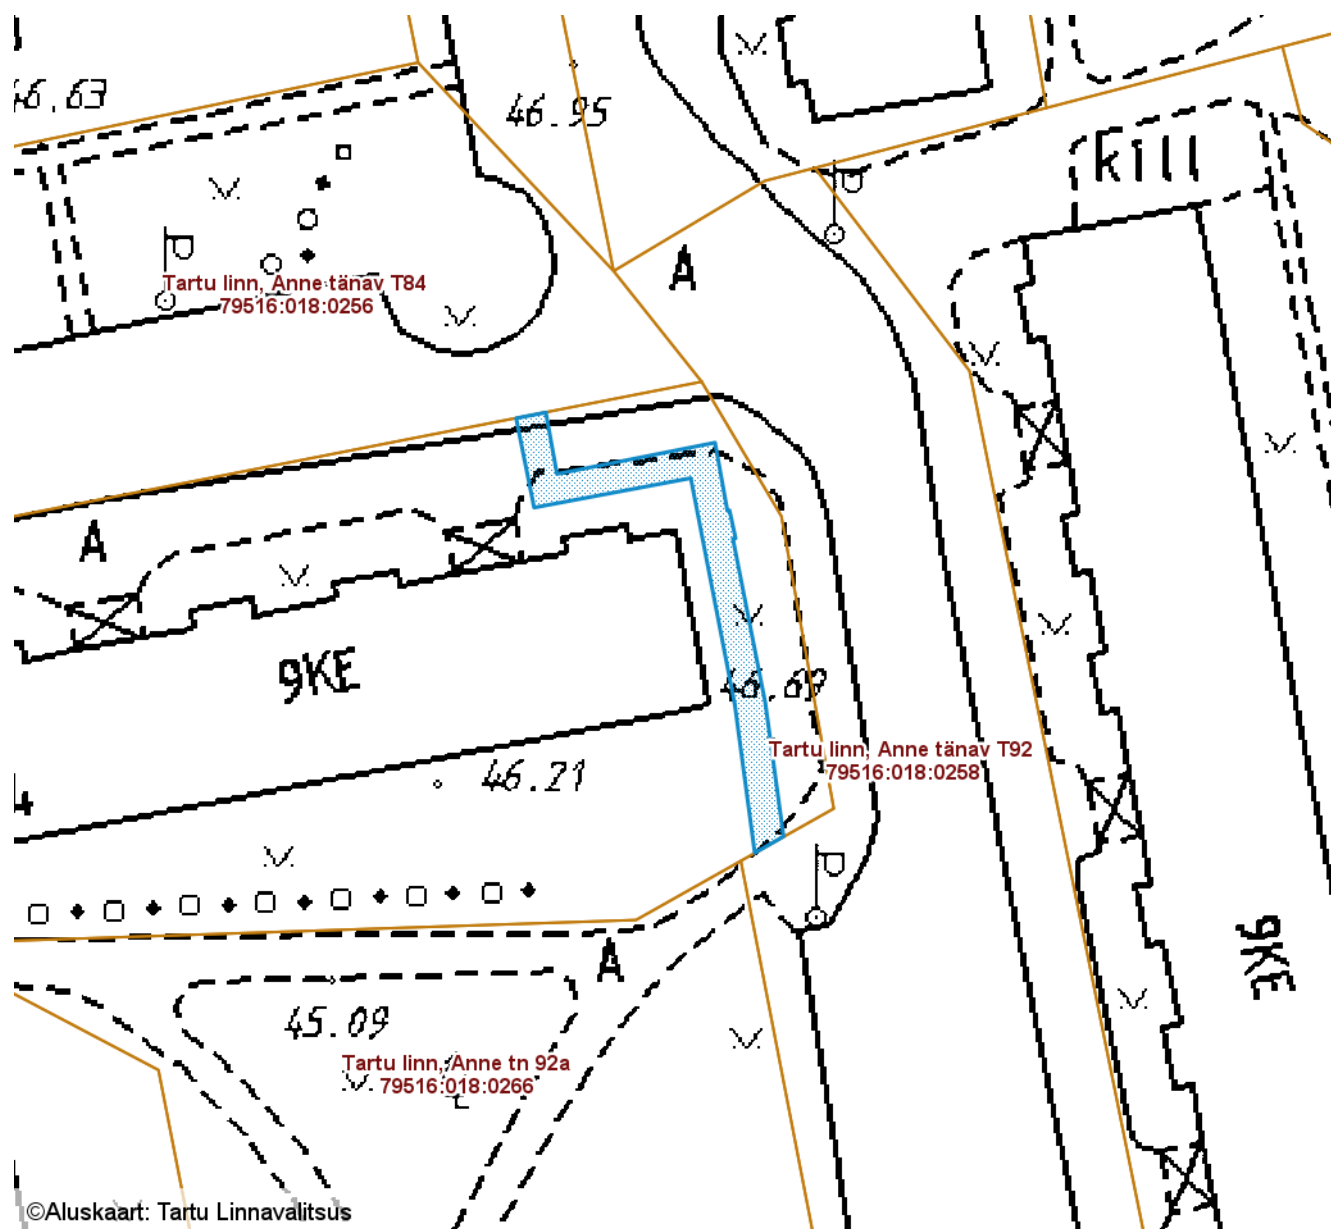 46.63
46.95
kill
A
Tartu linn, Anne tänav T84
79516:018:0256
A
9KE
46.69
Tartu linn, Anne tänav T92
79516:018:0258
46.21
4
9KE
A
45.09
Tartu linn, Anne tn 92a
79516:018:0266
©Aluskaart: Tartu Linnavalitsus